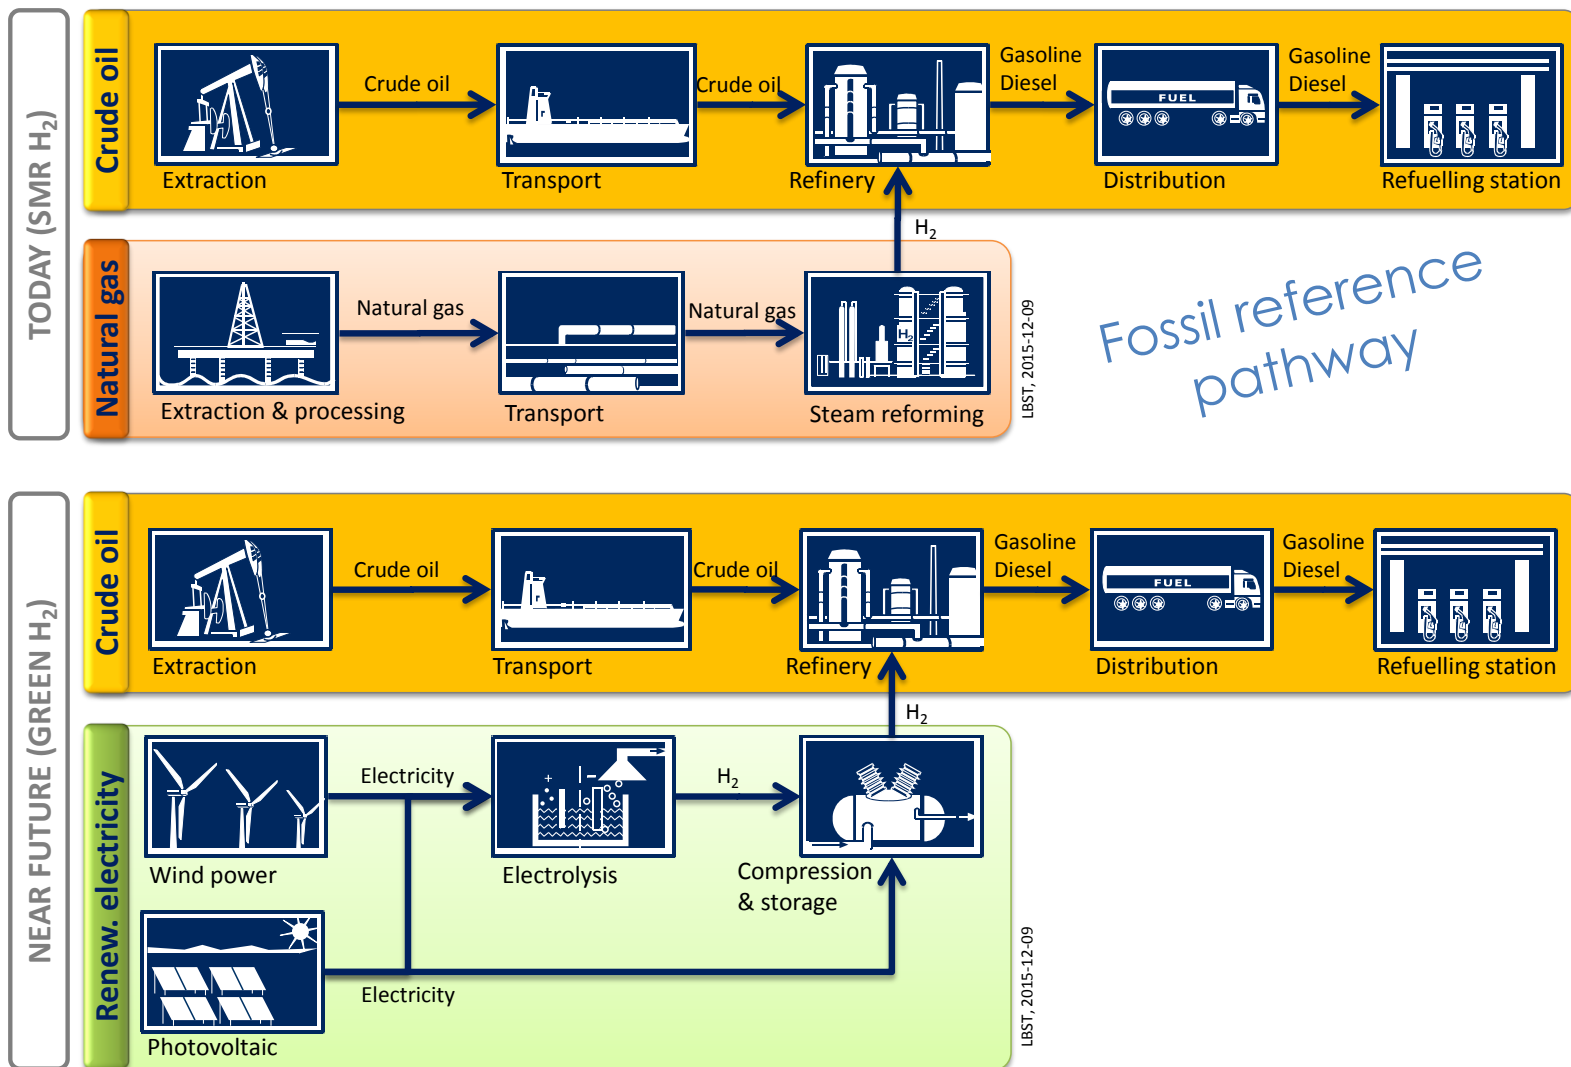 TODAY (SMR H₂)
Crude oil
Crude oil
Crude oil
Gasoline
Diesel
Gasoline
Diesel
FUEL
Extraction
Transport
Refinery
Distribution
Refuelling station
H₂
Natural gas
Natural gas
Natural gas
H₂
Extraction & processing
Transport
Steam reforming
LBST, 2015-12-09
Fossil reference
pathway
NEAR FUTURE (GREEN H₂)
Crude oil
Crude oil
Crude oil
Gasoline
Diesel
Gasoline
Diesel
FUEL
Extraction
Transport
Refinery
Distribution
Refuelling station
H₂
Renew. electricity
Electricity
H₂
+
–
Wind power
Electrolysis
Compression
& storage
Electricity
Photovoltaic
LBST, 2015-12-09